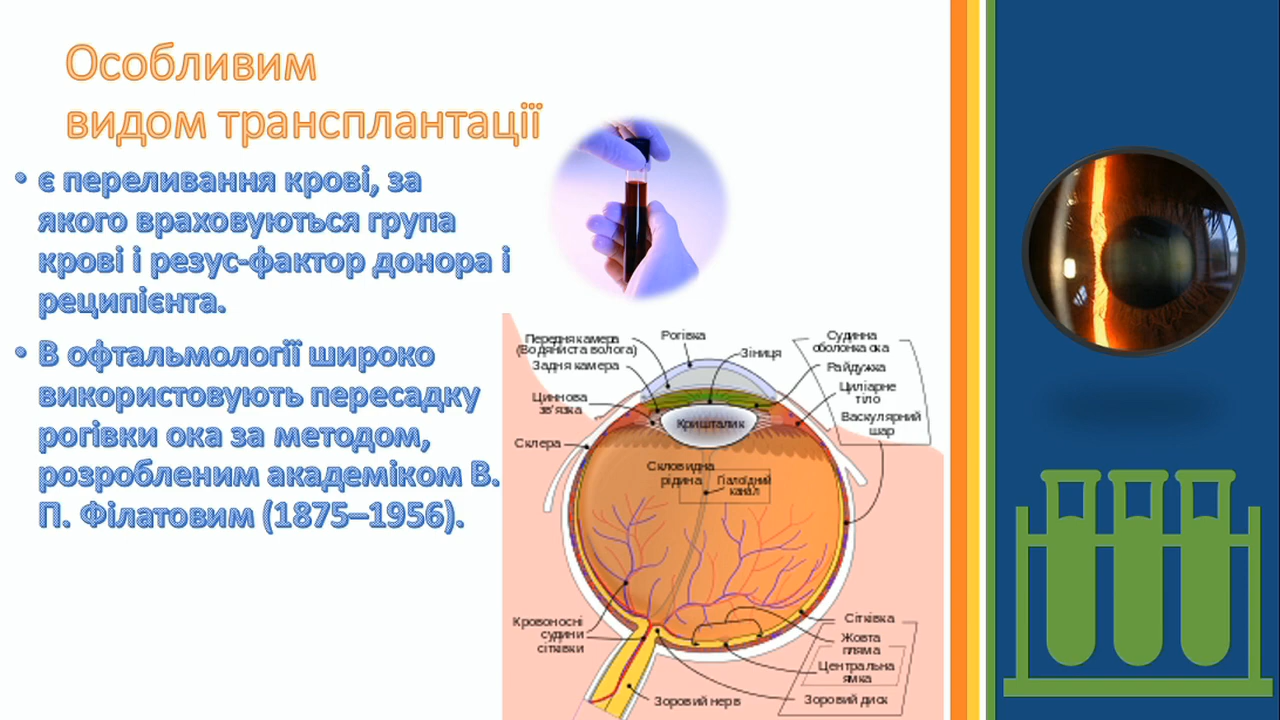 Особливим
видом трансплантації
• є переливання крові, за
якого враховуються група
крові і резус-фактор донора і
реципієнта.
• В офтальмології широко
використовують пересадку
рогівки ока за методом,
розробленим академіком В.
П. Філатовим (1875–1956).
Передня камера
(Водяниста волога)
Задня камера
Рогівка
Зіниця
Судинна
оболонка ока
Райдужка
Циліарне
тіло
Васкулярний
шар
Циннова
зв'язка
Кришталик
Склера
Скловидна
рідина
Гіалоїдний
канал
Кровоносні
судини
сітківки
Зоровий нерв
Сітківка
Жовта
пляма
Центральна
ямка
Зоровий диск